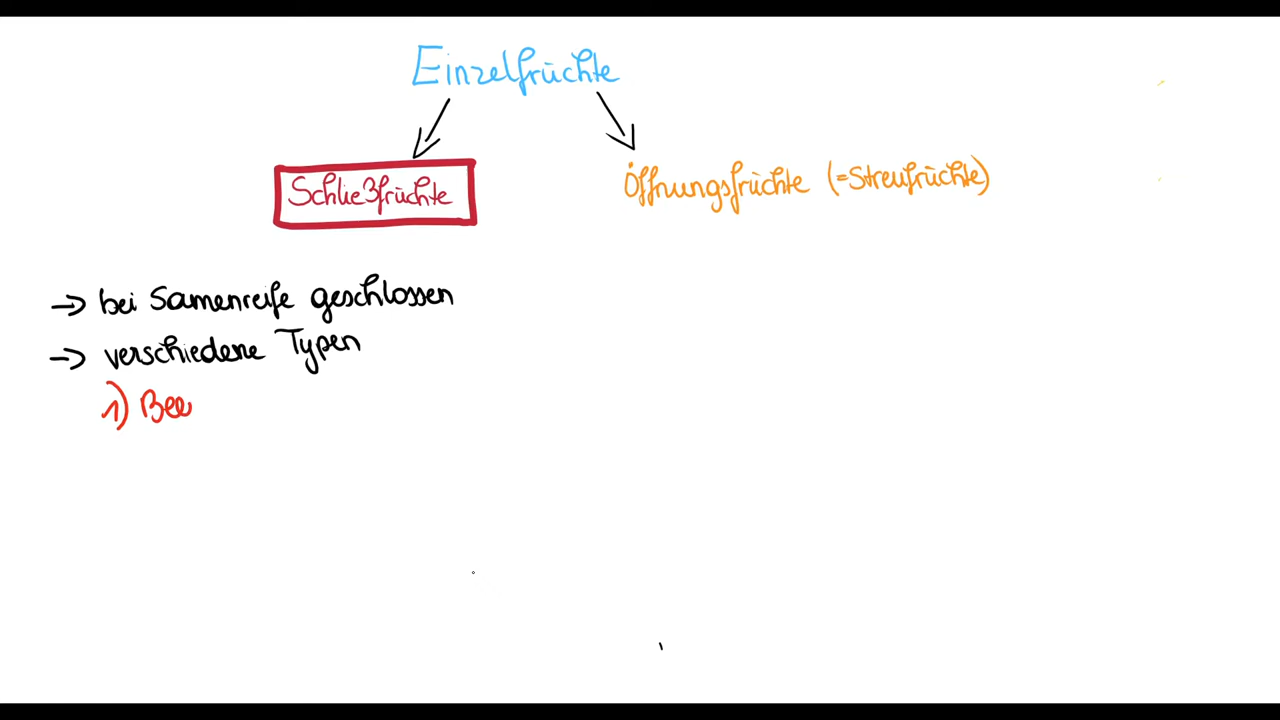 Einzelfrüchte
Schließfrüchte
Öffnungsfrüchte (=Streufrüchte)
→ bei Samenreife geschlossen
→ verschiedene Typen
1) Bee